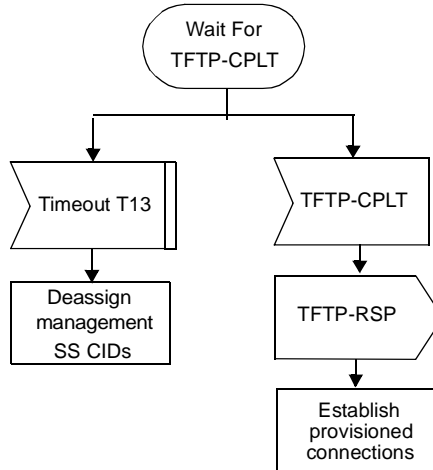 Wait For
TFTP-CPLT
Timeout T13
TFTP-CPLT
Deassign
management
SS CIDs
TFTP-RSP
Establish
provisioned
connections